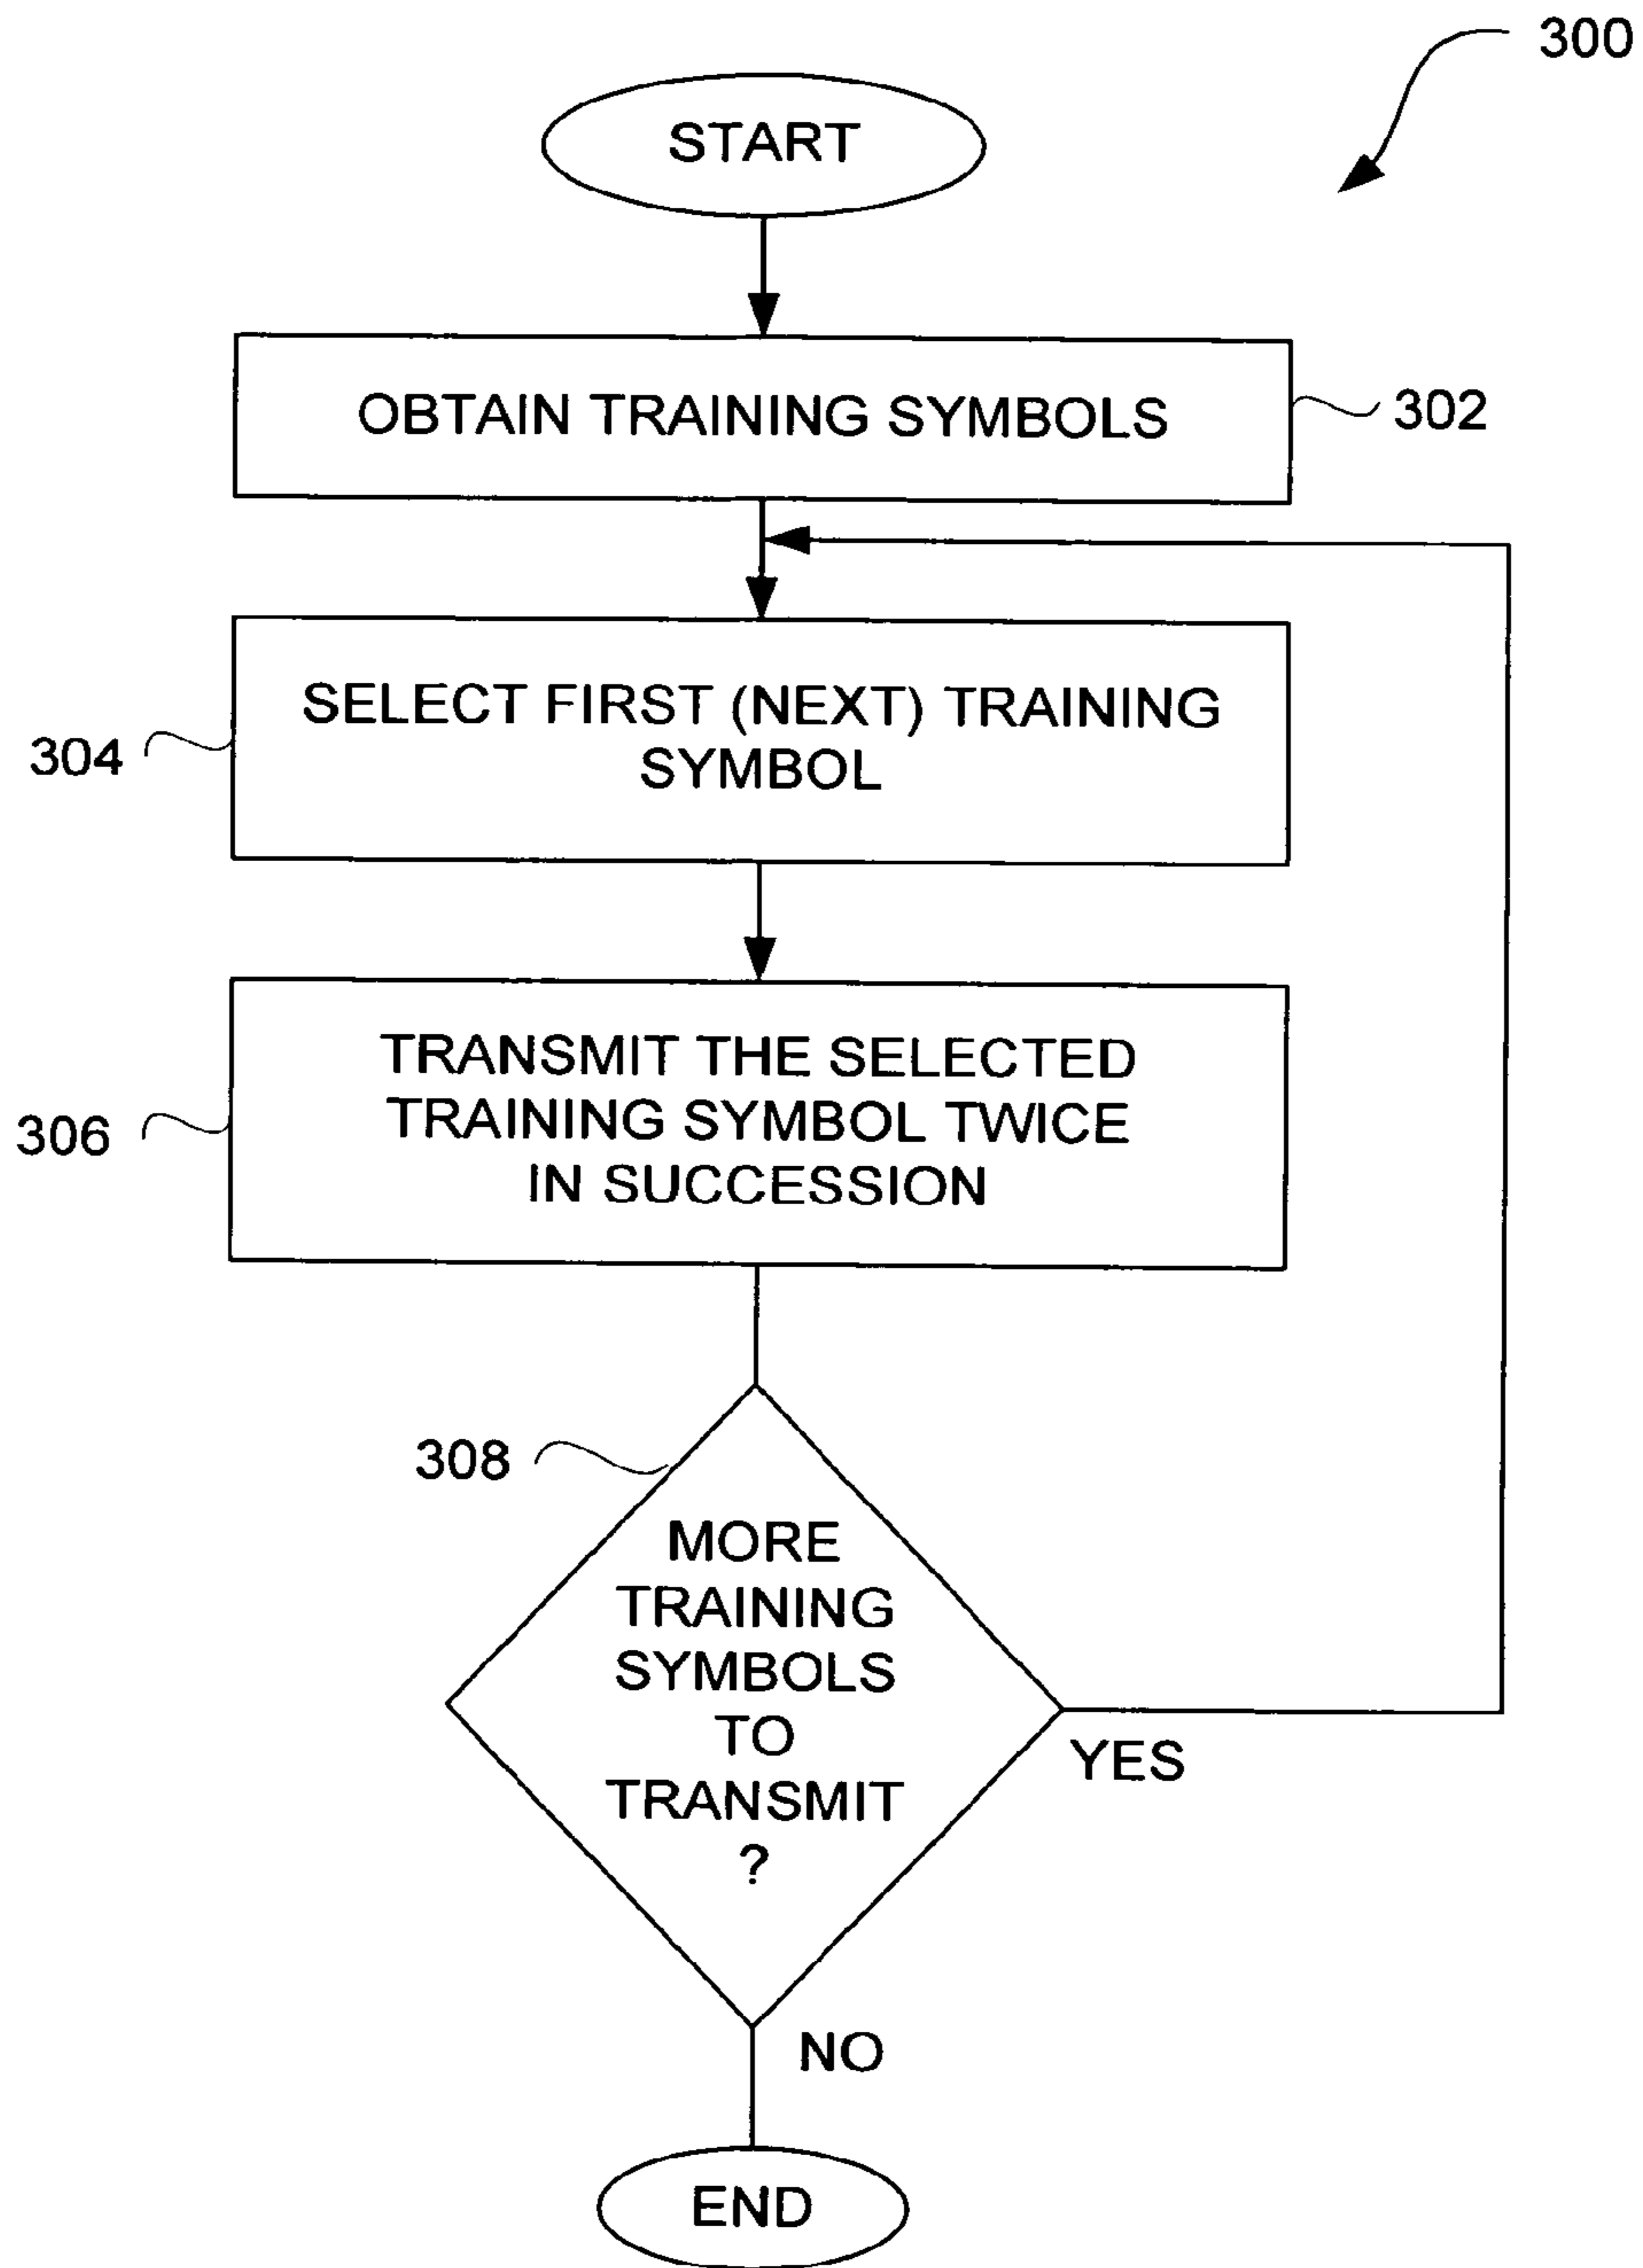 300
START
OBTAIN TRAINING SYMBOLS
302
SELECT FIRST (NEXT) TRAINING
SYMBOL
304
TRANSMIT THE SELECTED
TRAINING SYMBOL TWICE
IN SUCCESSION
306
308
MORE
TRAINING
SYMBOLS
TO
TRANSMIT
?
YES
NO
END